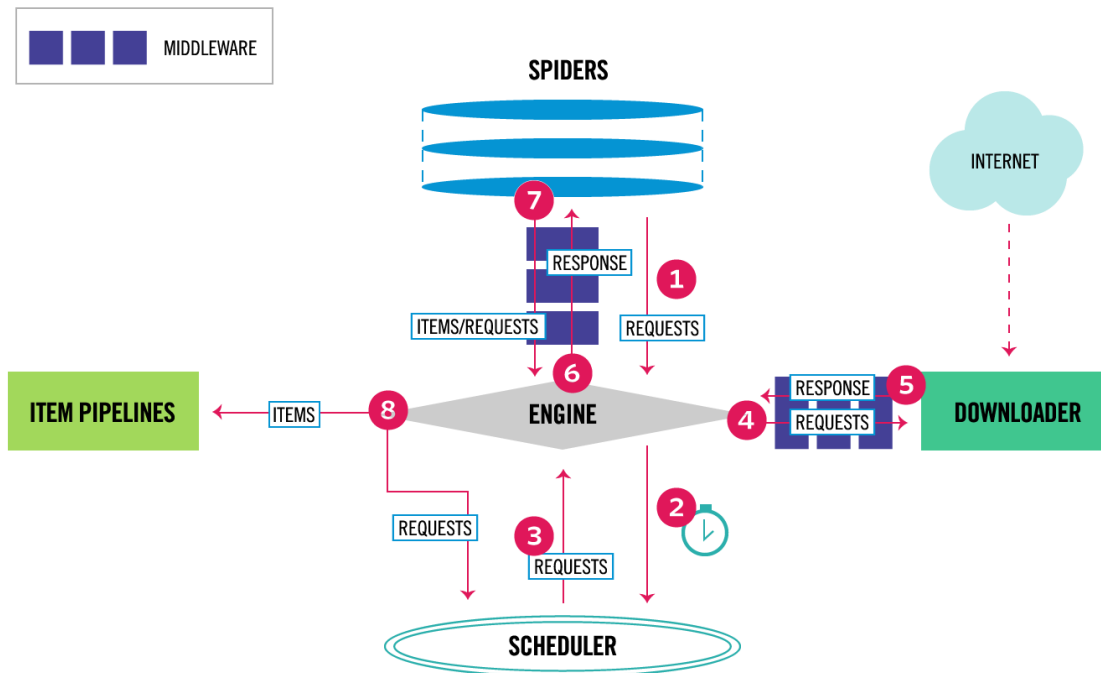 MIDDLEWARE
SPIDERS
INTERNET
7
RESPONSE
1
ITEMS/REQUESTS
REQUESTS
6
ITEM PIPELINES
ITEMS
8
ENGINE
4
RESPONSE
5
REQUESTS
DOWNLOADER
2
REQUESTS
3
REQUESTS
SCHEDULER